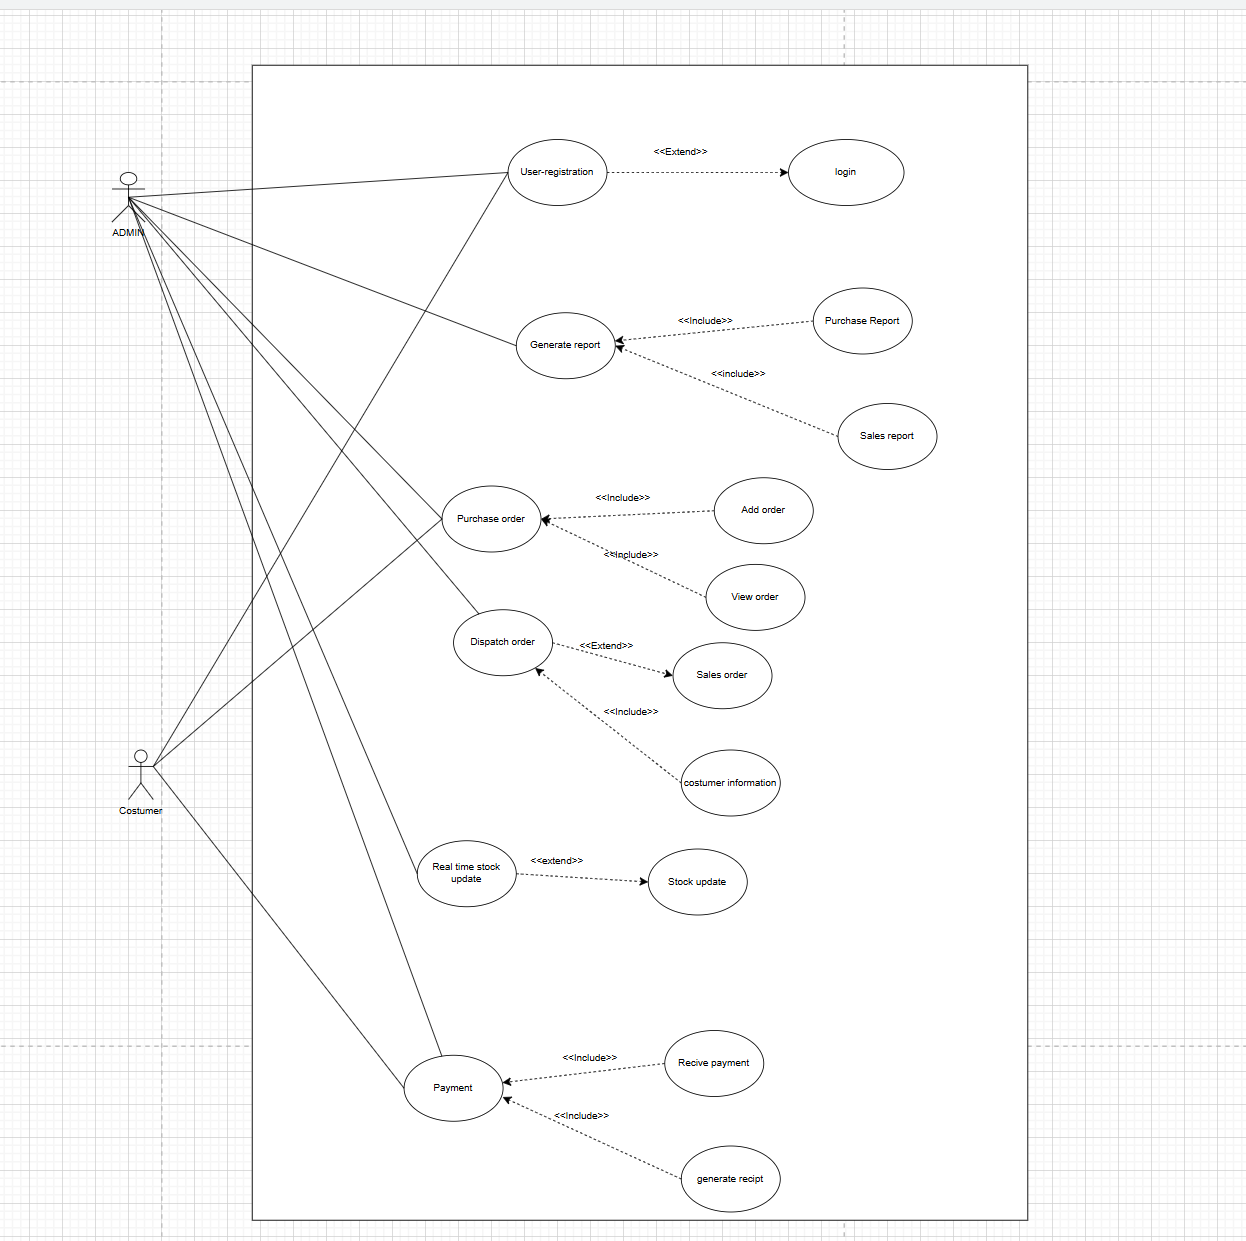 <<Extend>>
User-registration
login
ADMIN
<<Include>>
Purchase Report
Generate report
<<include>>
Sales report
<<Include>>
Add order
Purchase order
<<Include>>
View order
Dispatch order
<<Extend>>
Sales order
<<Include>>
costumer information
Costumer
<<extend>>
Real time stock
update
Stock update
<<Include>>
Recive payment
Payment
<<Include>>
generate recipt